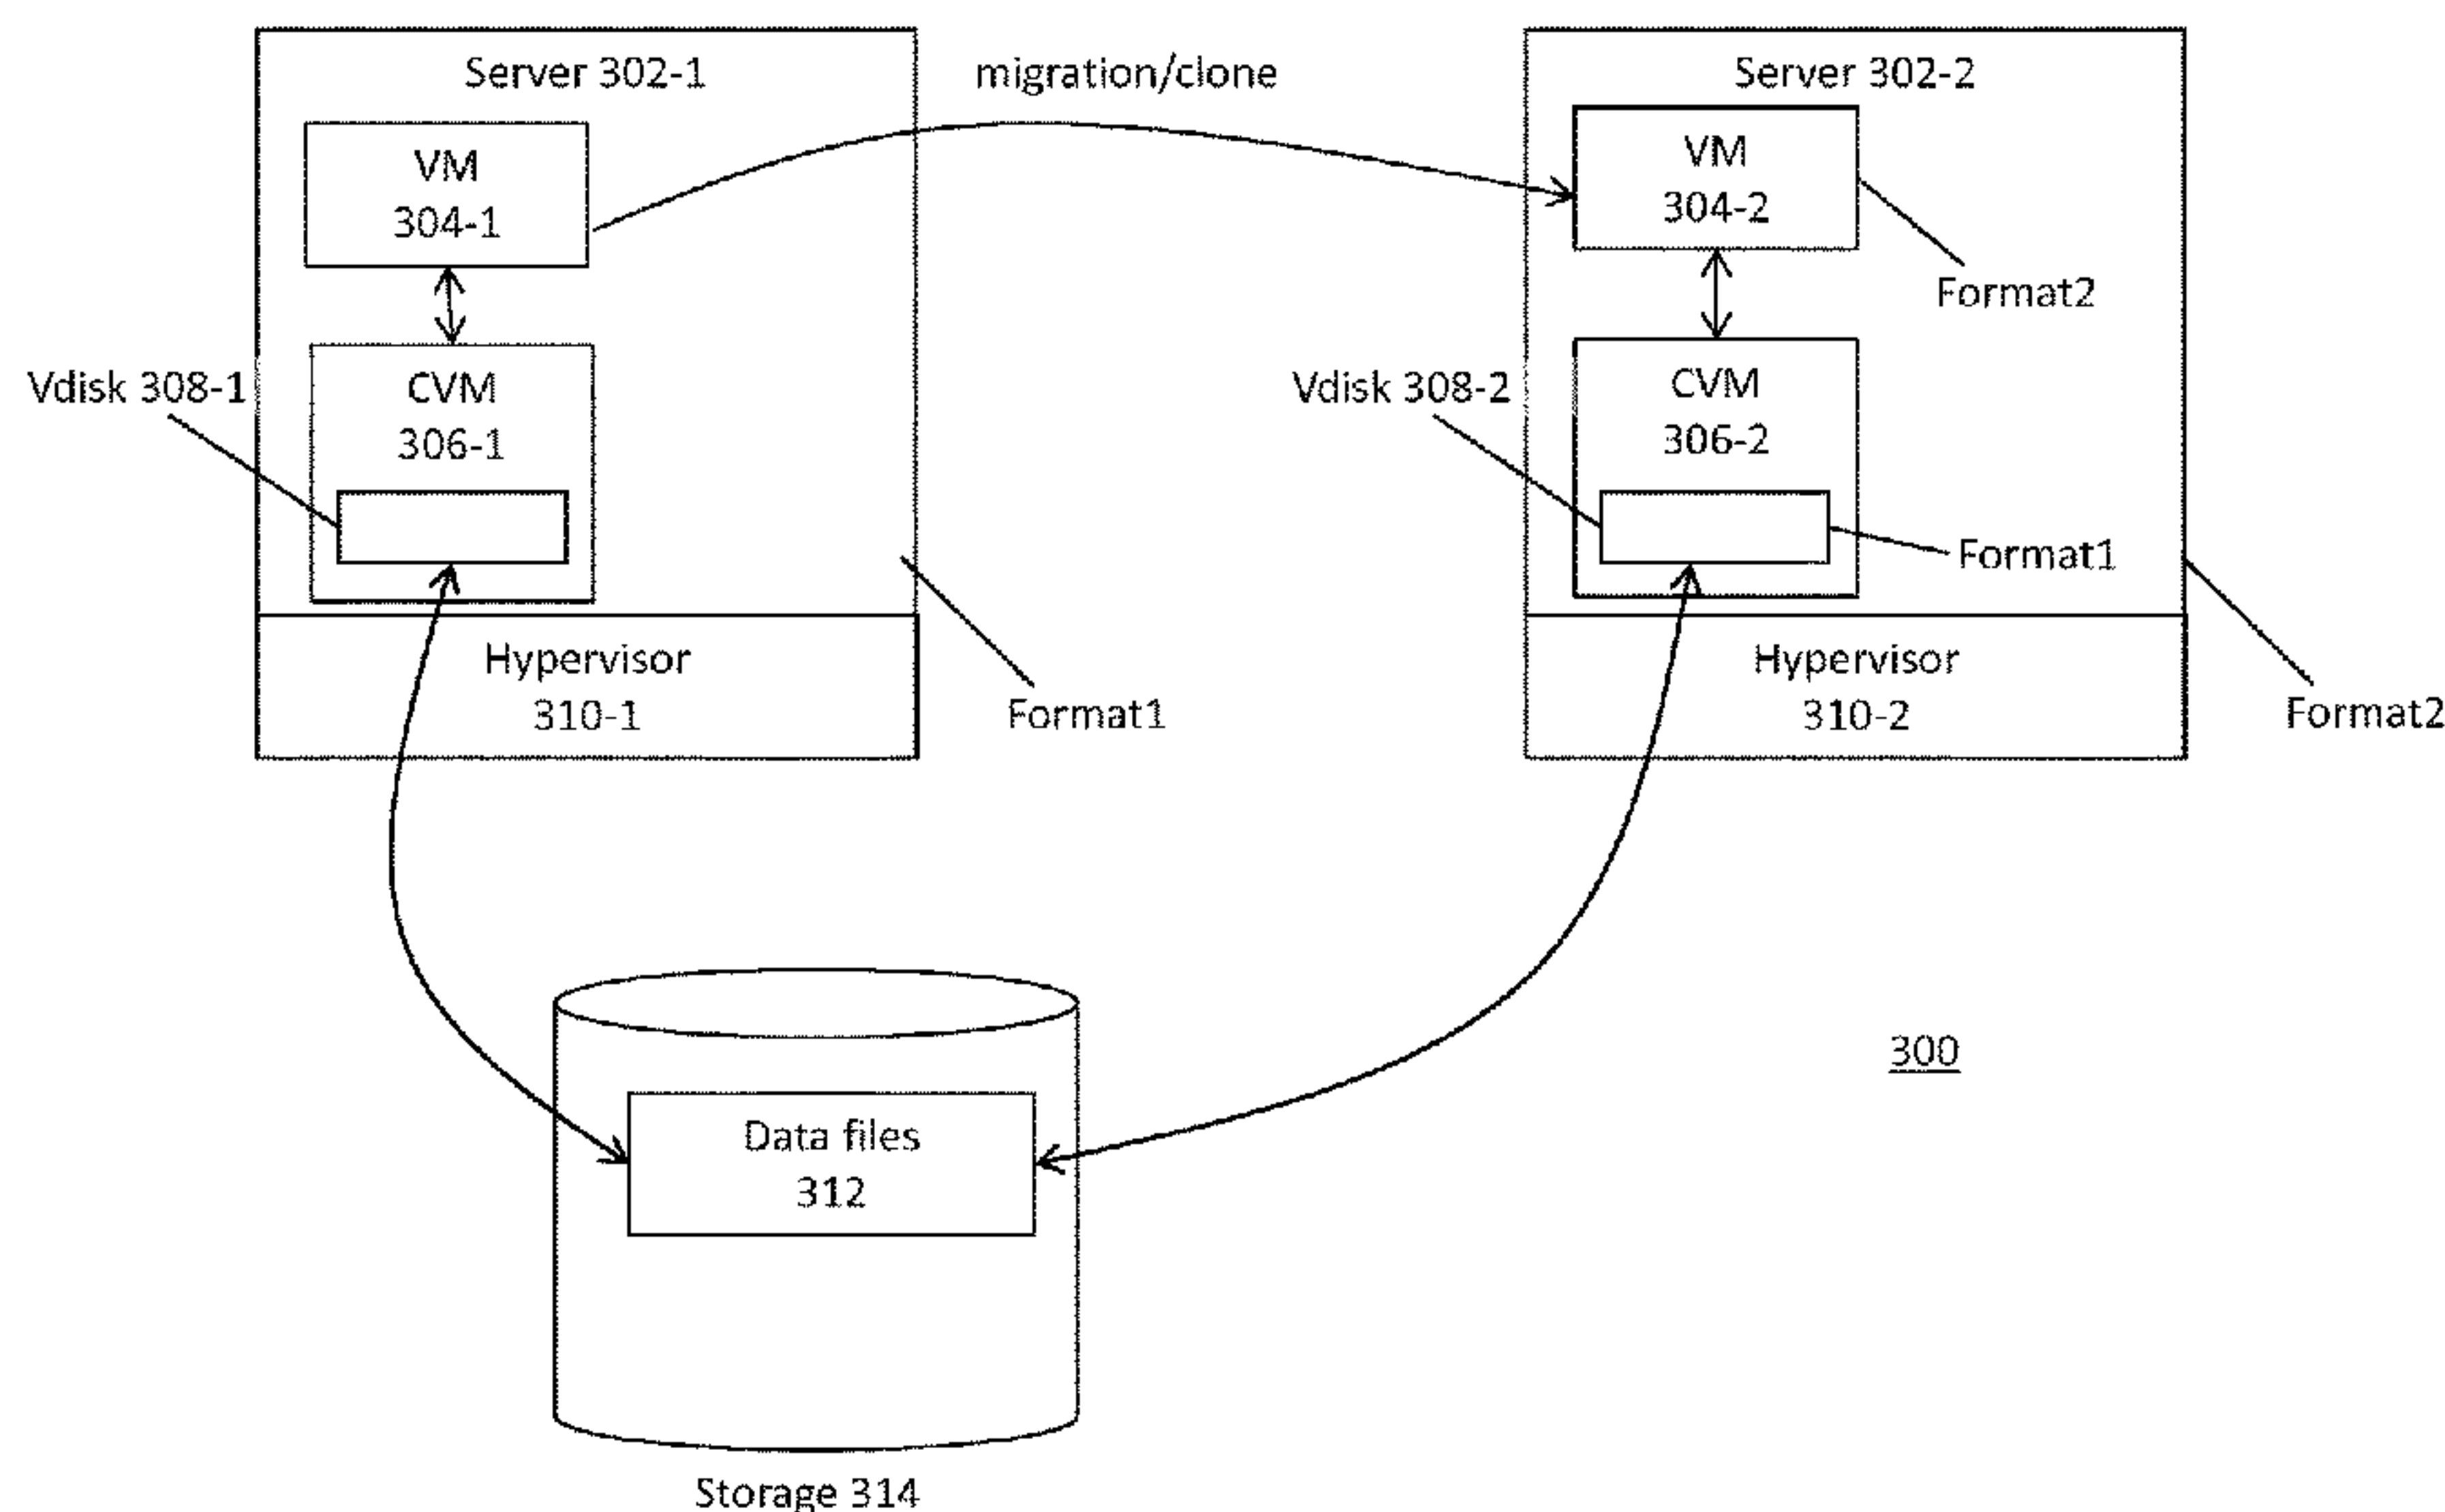 Server 302-1
migration/clone
Server 302-2
VM
304-1
VM
304-2
Format2
Vdisk 308-1
CVM
306-1
Vdisk 308-2
CVM
306-2
Format1
Hypervisor
310-1
Format1
Hypervisor
310-2
Format2
300
Data files
312
Storage 314